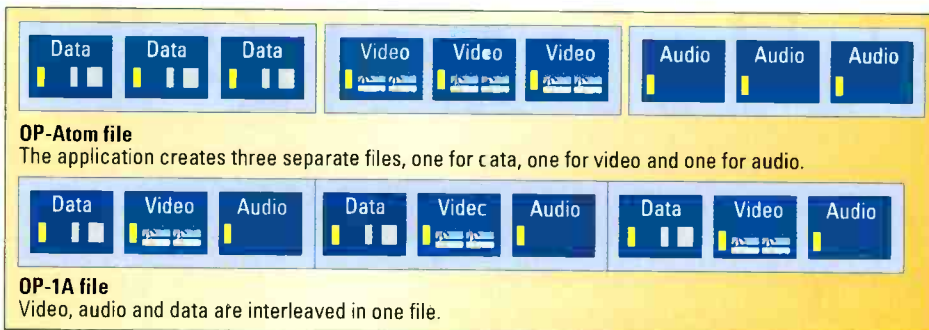 Data Data Data Video Video Video Audio Audio Audio
OP-Atom file
The application creates three separate files, one for cata, one for video and one for audio.
Data Video Audio Data Videc Audio Data Video Audio
OP-1A file
Video, audio and data are interleaved in one file.